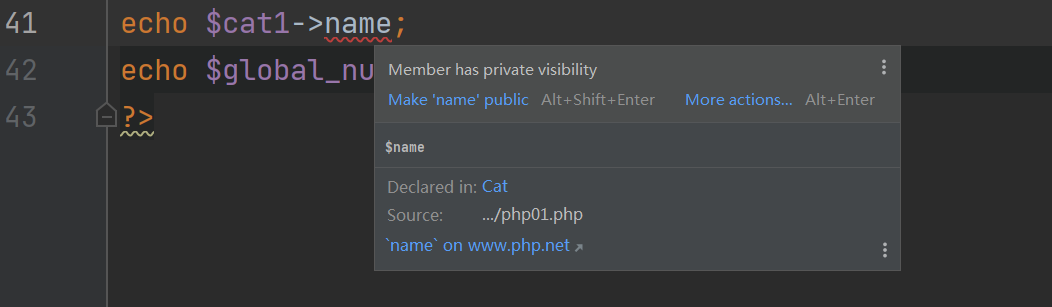 41 echo $cat1->name;
42 echo $global_nu
43 ?>
Member has private visibility
Make 'name' public Alt+Shift+Enter More actions... Alt+Enter
$name
Declared in: Cat
Source: .../php01.php
`name` on www.php.net